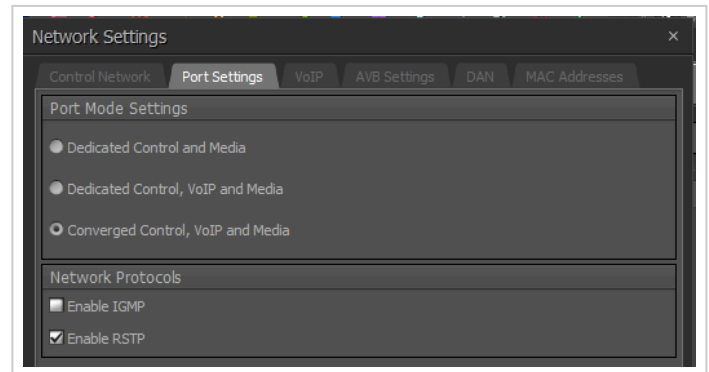 Network Settings
Control Network Port Settings VoIP AVB Settings DAN MAC Addresses
Port Mode Settings
Dedicated Control and Media
Dedicated Control, VoIP and Media
Converged Control, VoIP and Media
Network Protocols
Enable IGMP
Enable RSTP